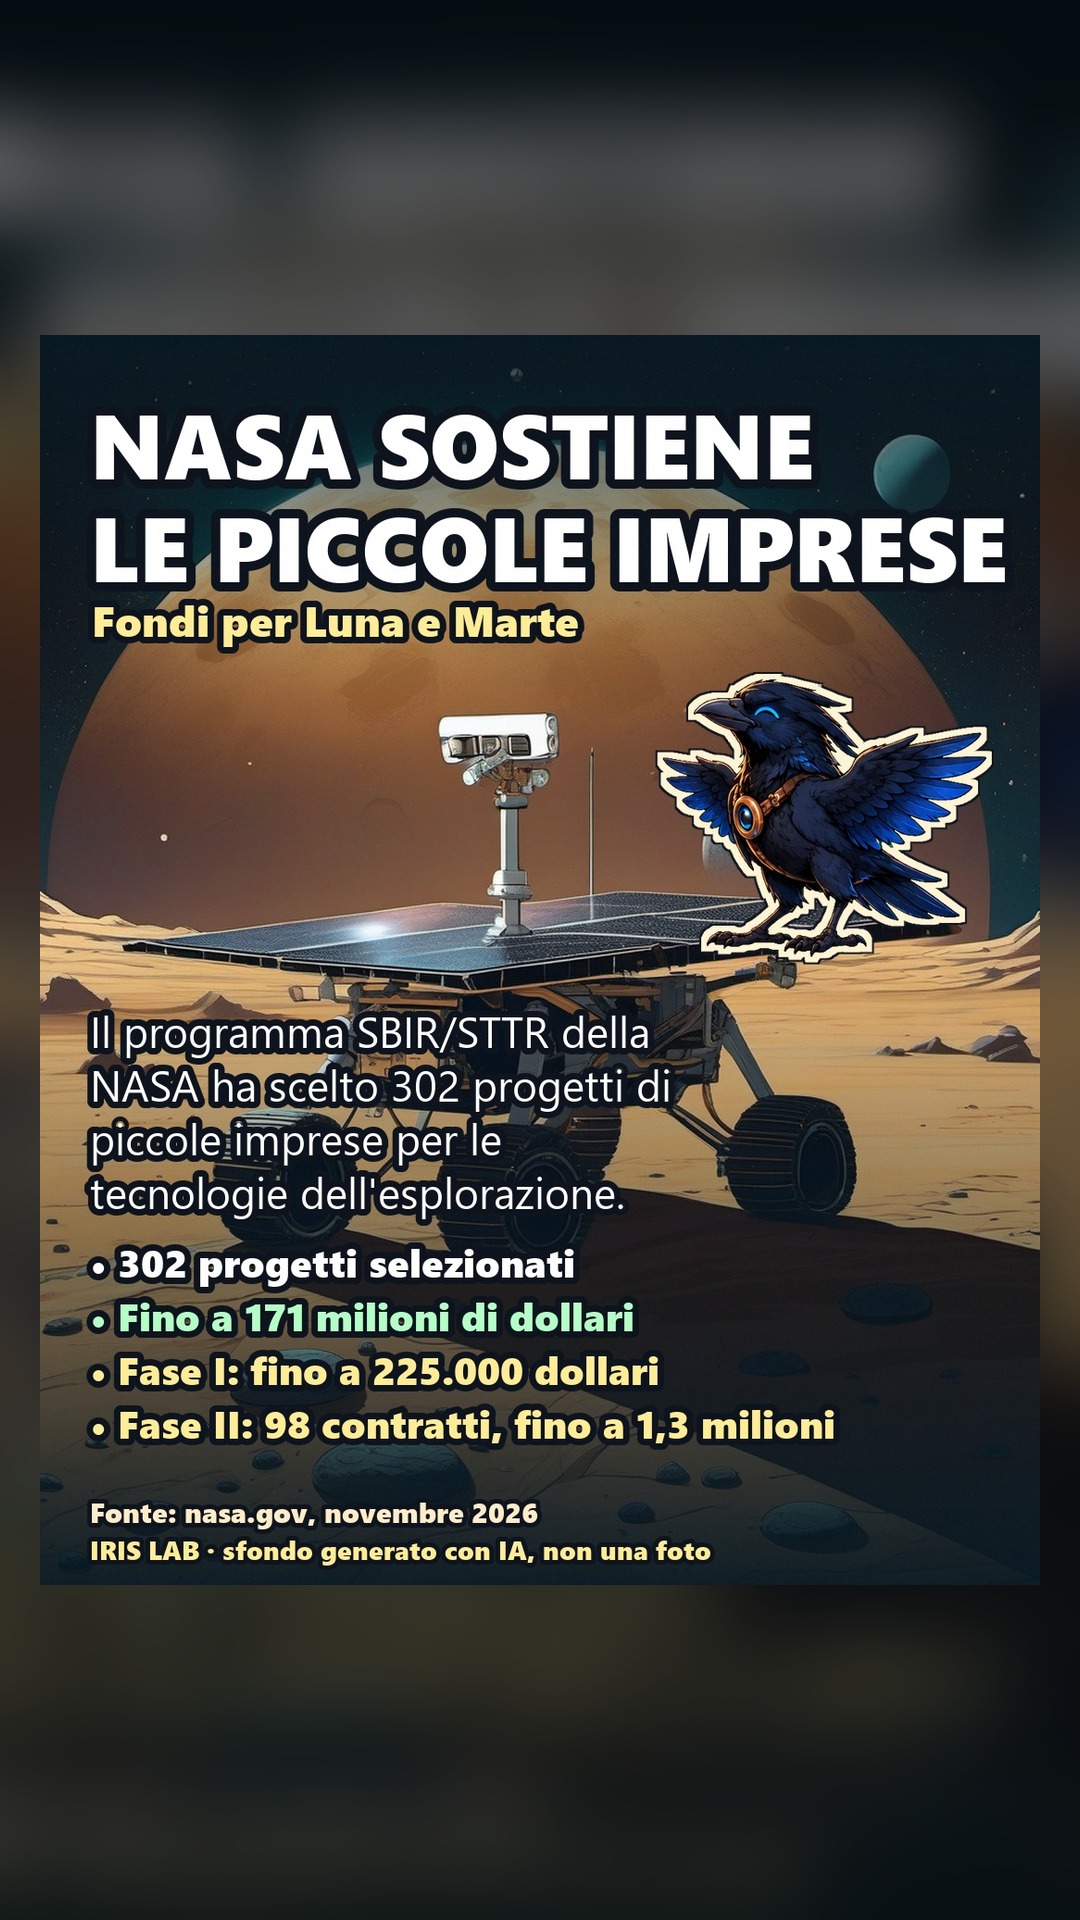 NASA SOSTIENE
LE PICCOLE IMPRESE
Fondi per Luna e Marte
Il programma SBIR/STTR della
NASA ha scelto 302 progetti di
piccole imprese per le
tecnologie dell'esplorazione.
• 302 progetti selezionati
• Fino a 171 milioni di dollari
• Fase I: fino a 225.000 dollari
• Fase II: 98 contratti, fino a 1,3 milioni
Fonte: nasa.gov, novembre 2026
IRIS LAB · sfondo generato con IA, non una foto